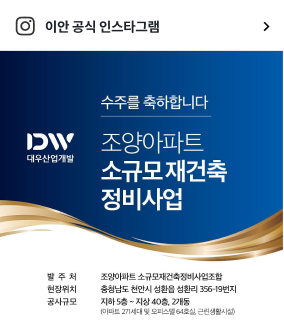 이안 공식 인스타그램
수주를 축하합니다
DW
대우산업개발
조양아파트
소규모 재건축
정비사업
발 주 처 조양아파트 소규모재건축정비사업조합
현장위치 충청남도 천안시 성환읍 성환리 356-19번지
공사규모 지하 5층 ~ 지상 40층, 2개동
(아파트 271세대 및 오피스텔 64호실, 근린생활시설)